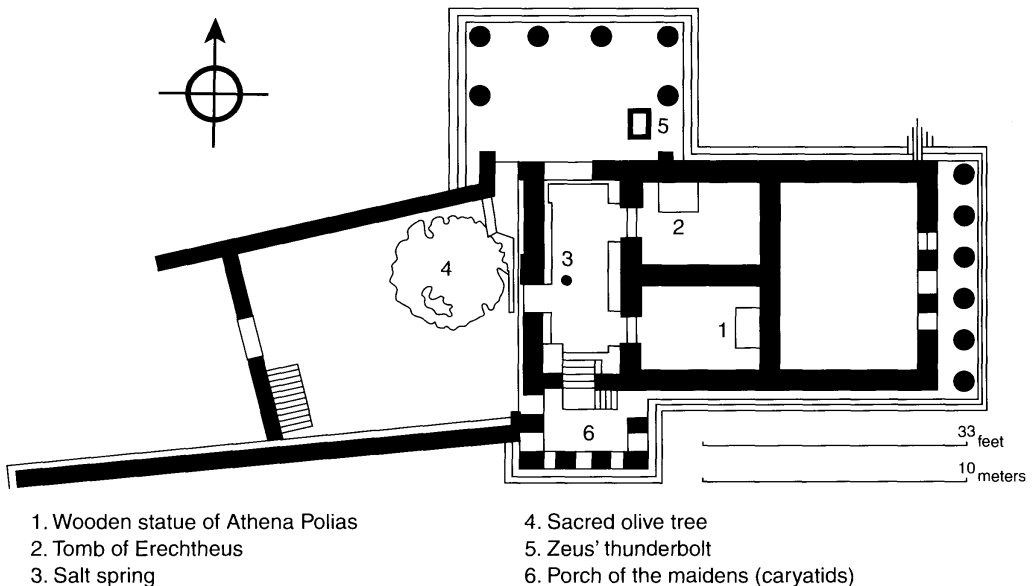 5
2
3
4
1
6
33 feet
10 meters
1. Wooden statue of Athena Polias
2. Tomb of Erechtheus
3. Salt spring
4. Sacred olive tree
5. Zeus' thunderbolt
6. Porch of the maidens (caryatids)